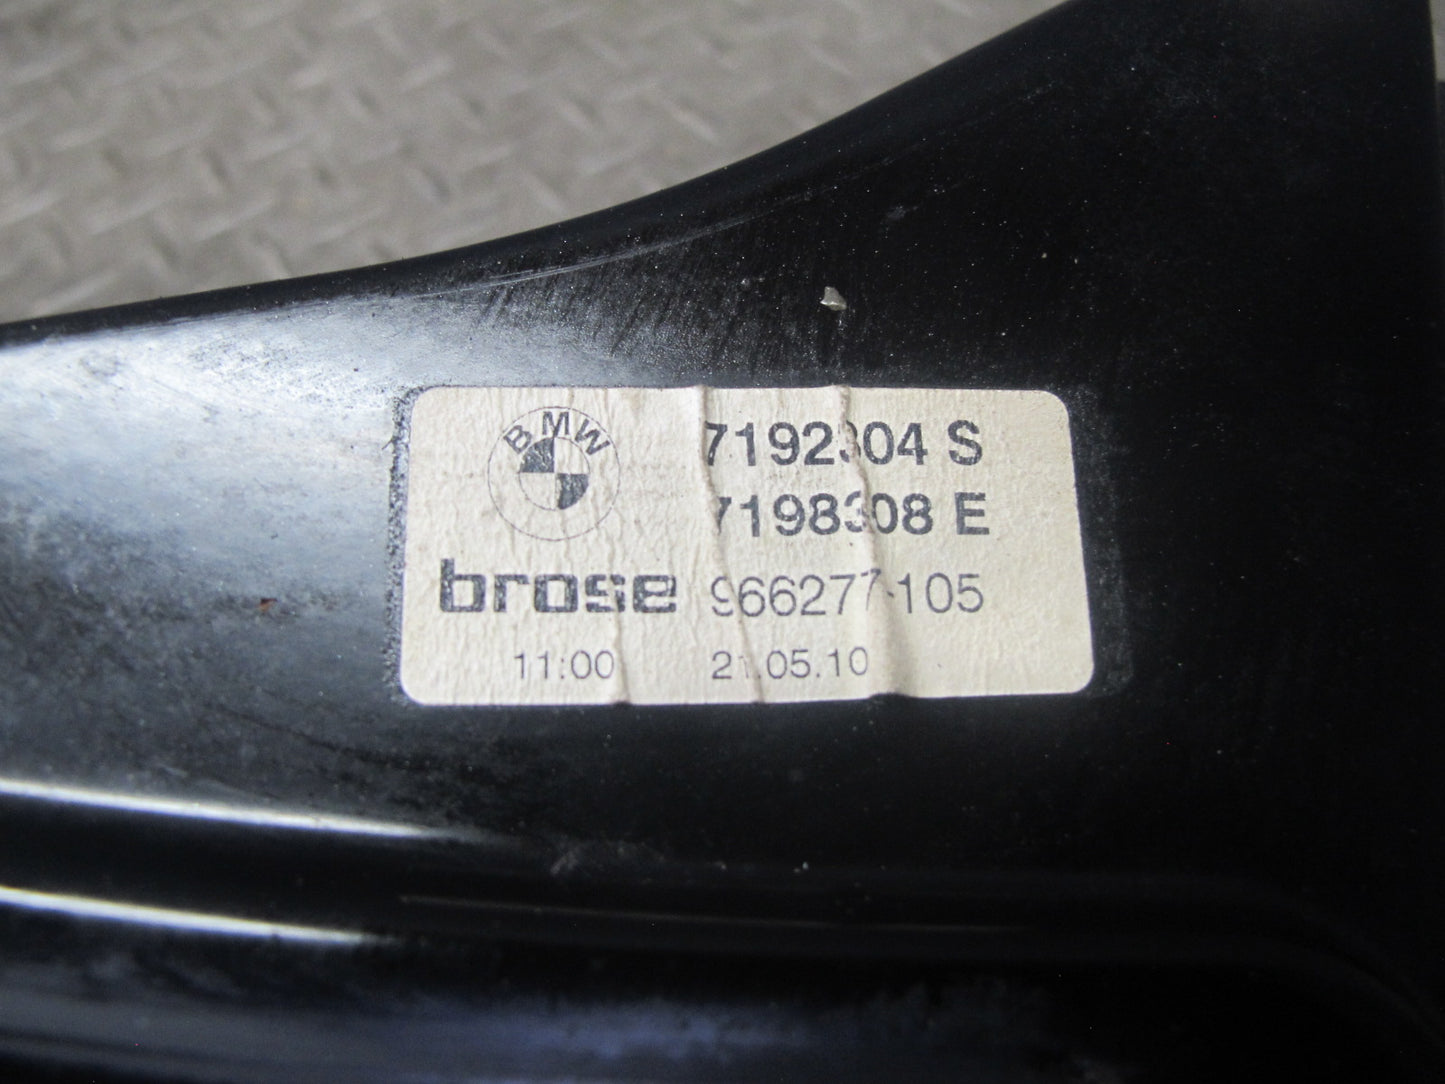 BMW
7192304 S
7198308 E
brose 966277-105
11:00 21.05.10